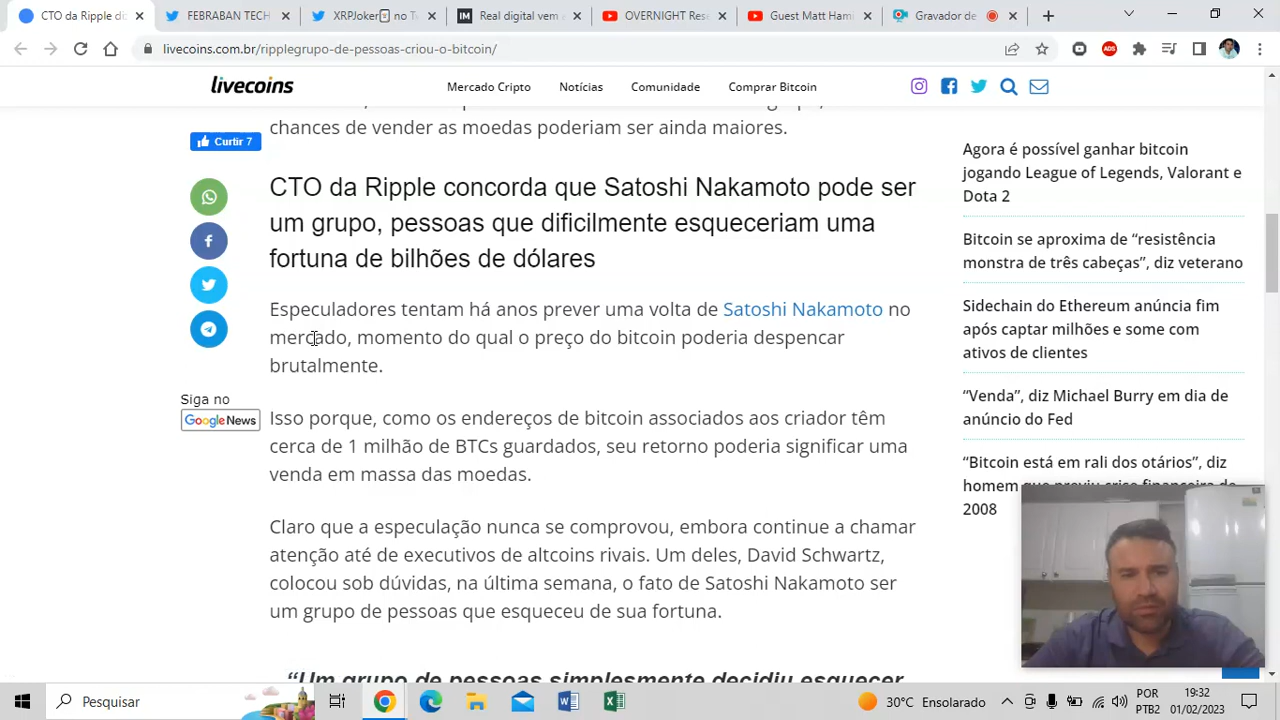 CTO da Ripple concorda
FEBRABAN TECH
XRPJoker no T
Real digital vem e
OVERNIGHT Rese
Guest Matt Ham
Gravador de
livecoins.com.br/ripplegrupo-de-pessoas-criou-o-bitcoin/
ADS
livecoins
Mercado Cripto
Notícias
Comunidade
Comprar Bitcoin
chances de vender as moedas poderiam ser ainda maiores.
Curtir 7
CTO da Ripple concorda que Satoshi Nakamoto pode ser
um grupo, pessoas que dificilmente esqueceriam uma
fortuna de bilhões de dólares
Especuladores tentam há anos prever uma volta de Satoshi Nakamoto no
mercado, momento do qual o preço do bitcoin poderia despencar
brutalmente.
Siga no
Google News
Isso porque, como os endereços de bitcoin associados aos criador têm
cerca de 1 milhão de BTCs guardados, seu retorno poderia significar uma
venda em massa das moedas.
Claro que a especulação nunca se comprovou, embora continue a chamar
atenção até de executivos de altcoins rivais. Um deles, David Schwartz,
colocou sob dúvidas, na última semana, o fato de Satoshi Nakamoto ser
um grupo de pessoas que esqueceu de sua fortuna.
“Um grupo de pessoas simplesmente decidiu esquecer
Agora é possível ganhar bitcoin
jogando League of Legends, Valorant e
Dota 2
Bitcoin se aproxima de “resistência
monstra de três cabeças”, diz veterano
Sidechain do Ethereum anúncia fim
após captar milhões e some com
ativos de clientes
“Venda”, diz Michael Burry em dia de
anúncio do Fed
“Bitcoin está em rali dos otários”, diz
homem que previu crise financeira de
2008
Pesquisar
30°C Ensolarado
POR
PTB2
19:32
01/02/2023